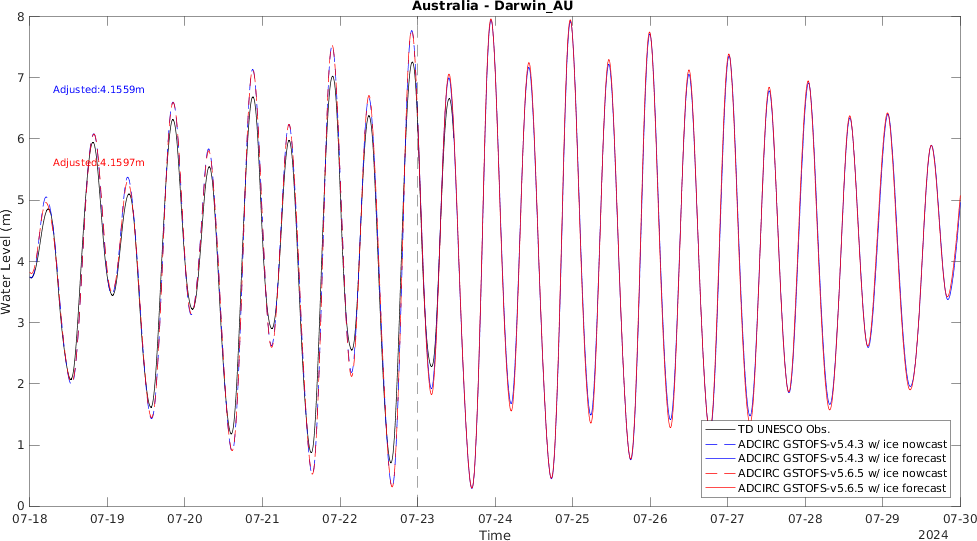 Australia - Darwin_AU
8
7
6
5
4
3
2
1
0
Water Level (m)
Adjusted:4.1559m
Adjusted:4.1597m
TD UNESCO Obs.
ADCIRC GSTOFS-v5.4.3 w/ ice nowcast
ADCIRC GSTOFS-v5.4.3 w/ ice forecast
ADCIRC GSTOFS-v5.6.5 w/ ice nowcast
ADCIRC GSTOFS-v5.6.5 w/ ice forecast
07-18 07-19 07-20 07-21 07-22 07-23 07-24 07-25 07-26 07-27 07-28 07-29 07-30
Time
2024